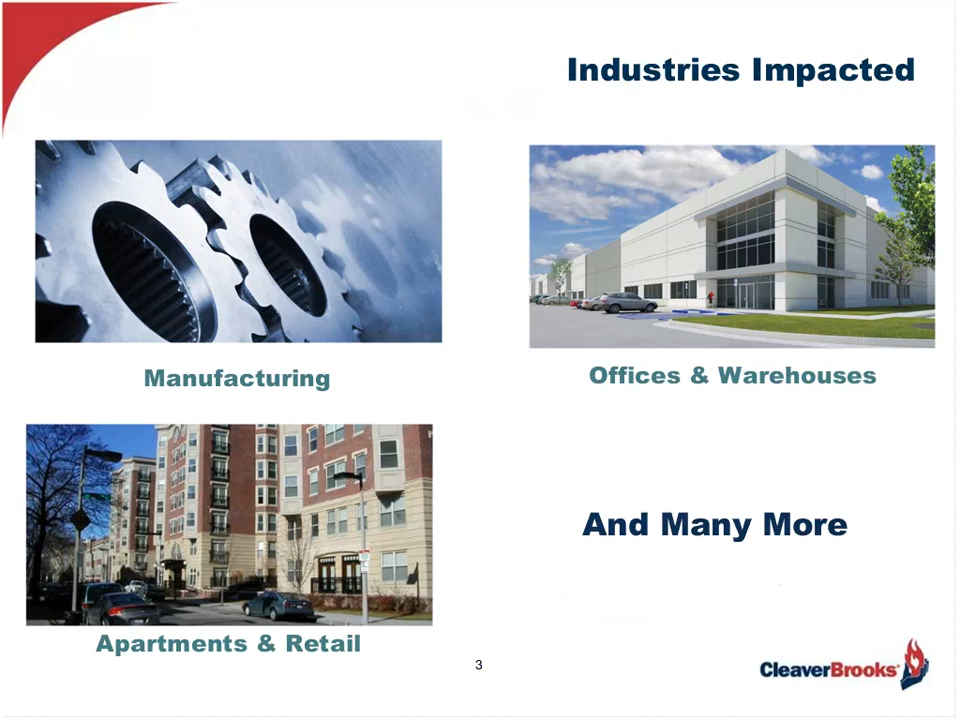 Industries Impacted
Manufacturing
Offices & Warehouses
And Many More
Apartments & Retail
3
CleaverBrooks®